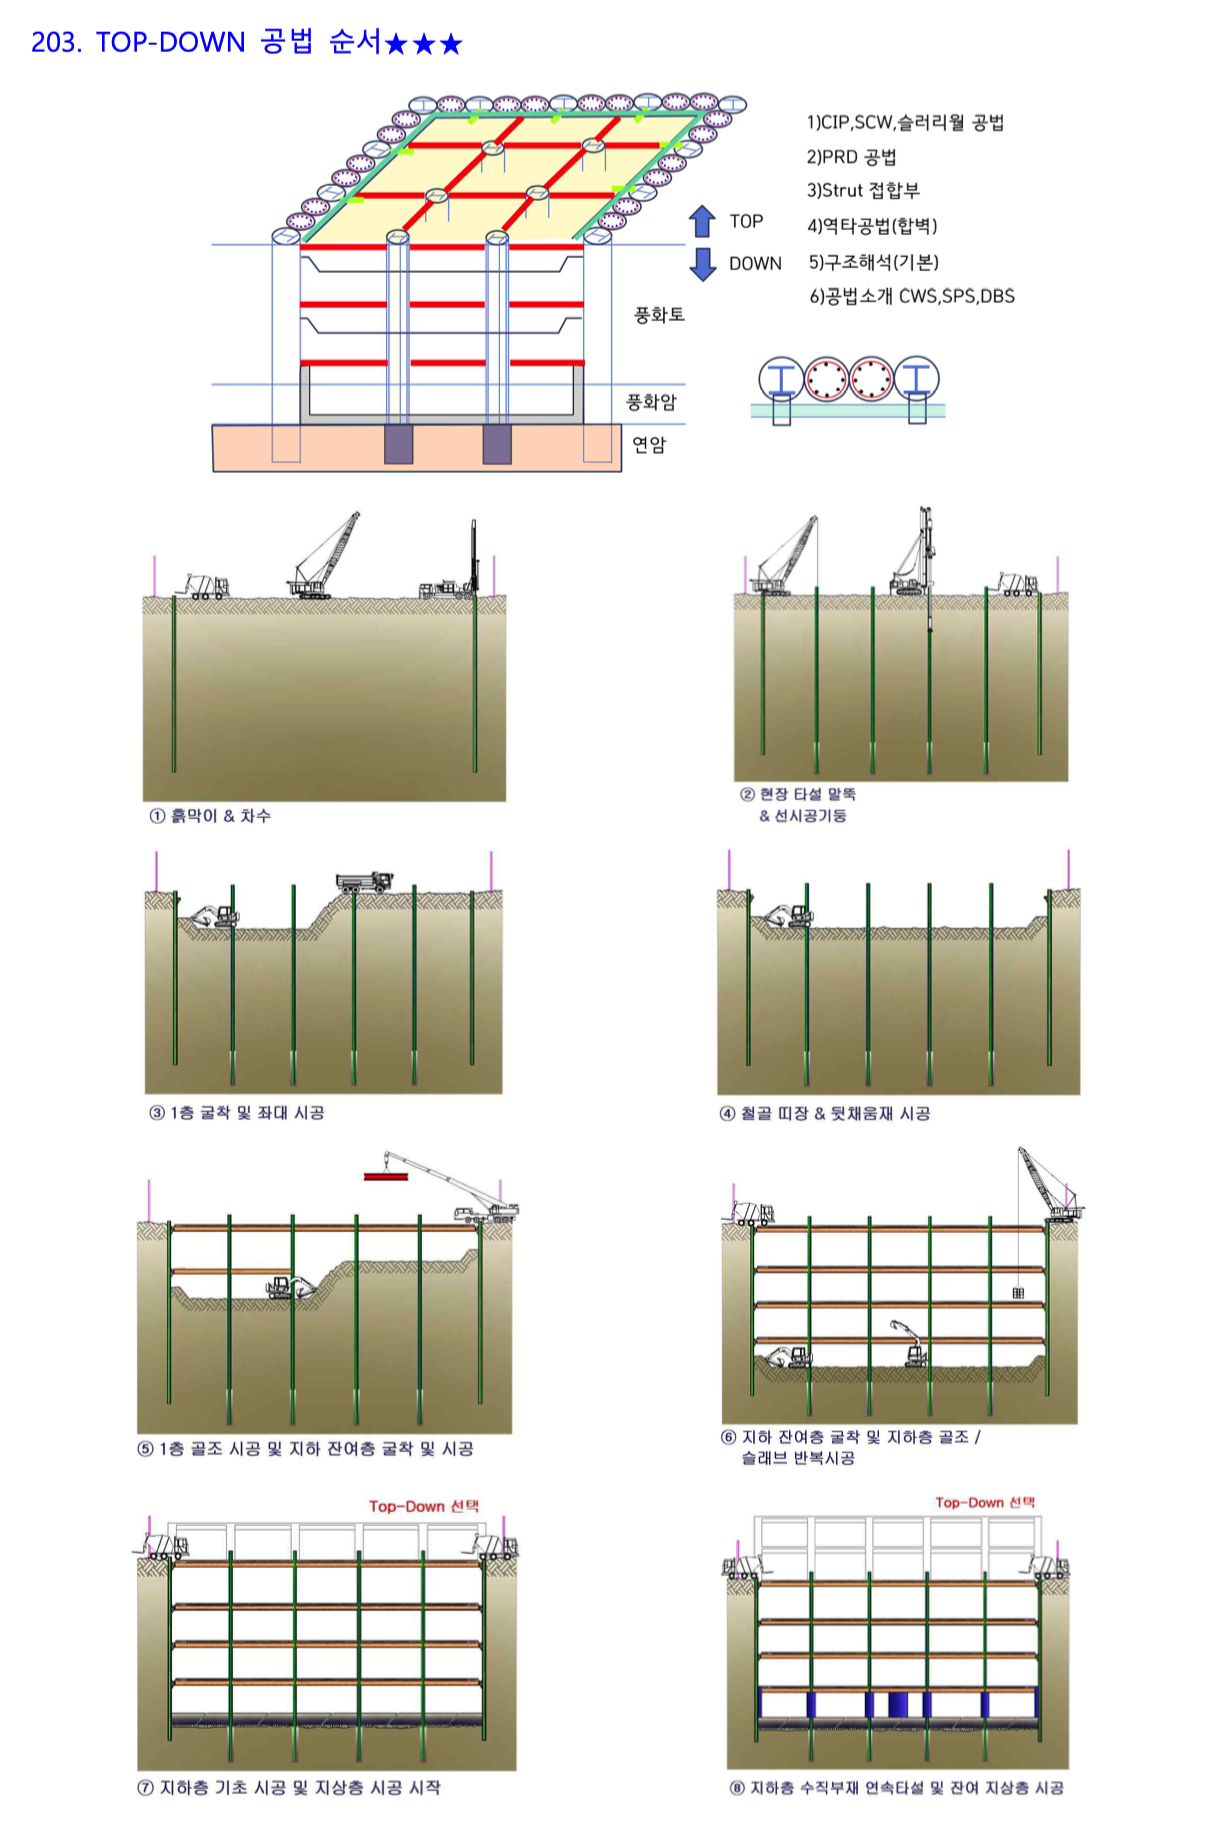 203. TOP-DOWN 공법 순서★★★
1)CIP,SCW,슬러리월 공법
2)PRD 공법
3)Strut 접합부
TOP
4)역타공법(합벽)
DOWN
5)구조해석(기본)
6)공법소개 CWS,SPS,DBS
풍화토
풍화암
연암
① 흙막이 & 차수
② 현장 타설 말뚝
& 선시공기둥
③ 1층 굴착 및 좌대 시공
④ 철골 띠장 & 뒷채움재 시공
⑤ 1층 골조 시공 및 지하 잔여층 굴착 및 시공
⑥ 지하 잔여층 굴착 및 지하층 골조 /
슬래브 반복시공
Top-Down 선택
Top-Down 선택
⑦ 지하층 기초 시공 및 지상층 시공 시작
⑧ 지하층 수직부재 연속타설 및 잔여 지상층 시공